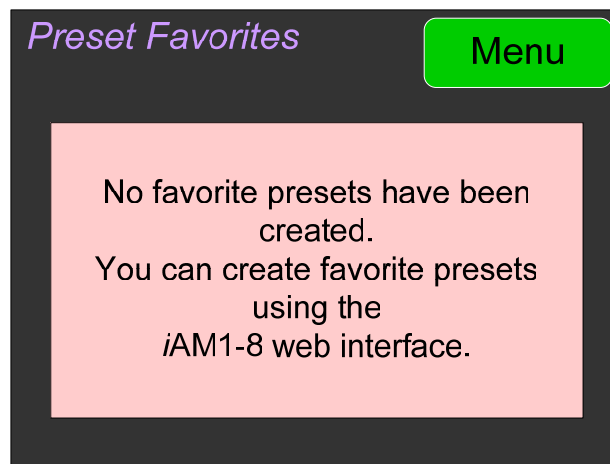 Preset Favorites
Menu
No favorite presets have been
created.
You can create favorite presets
using the
iAM1-8 web interface.